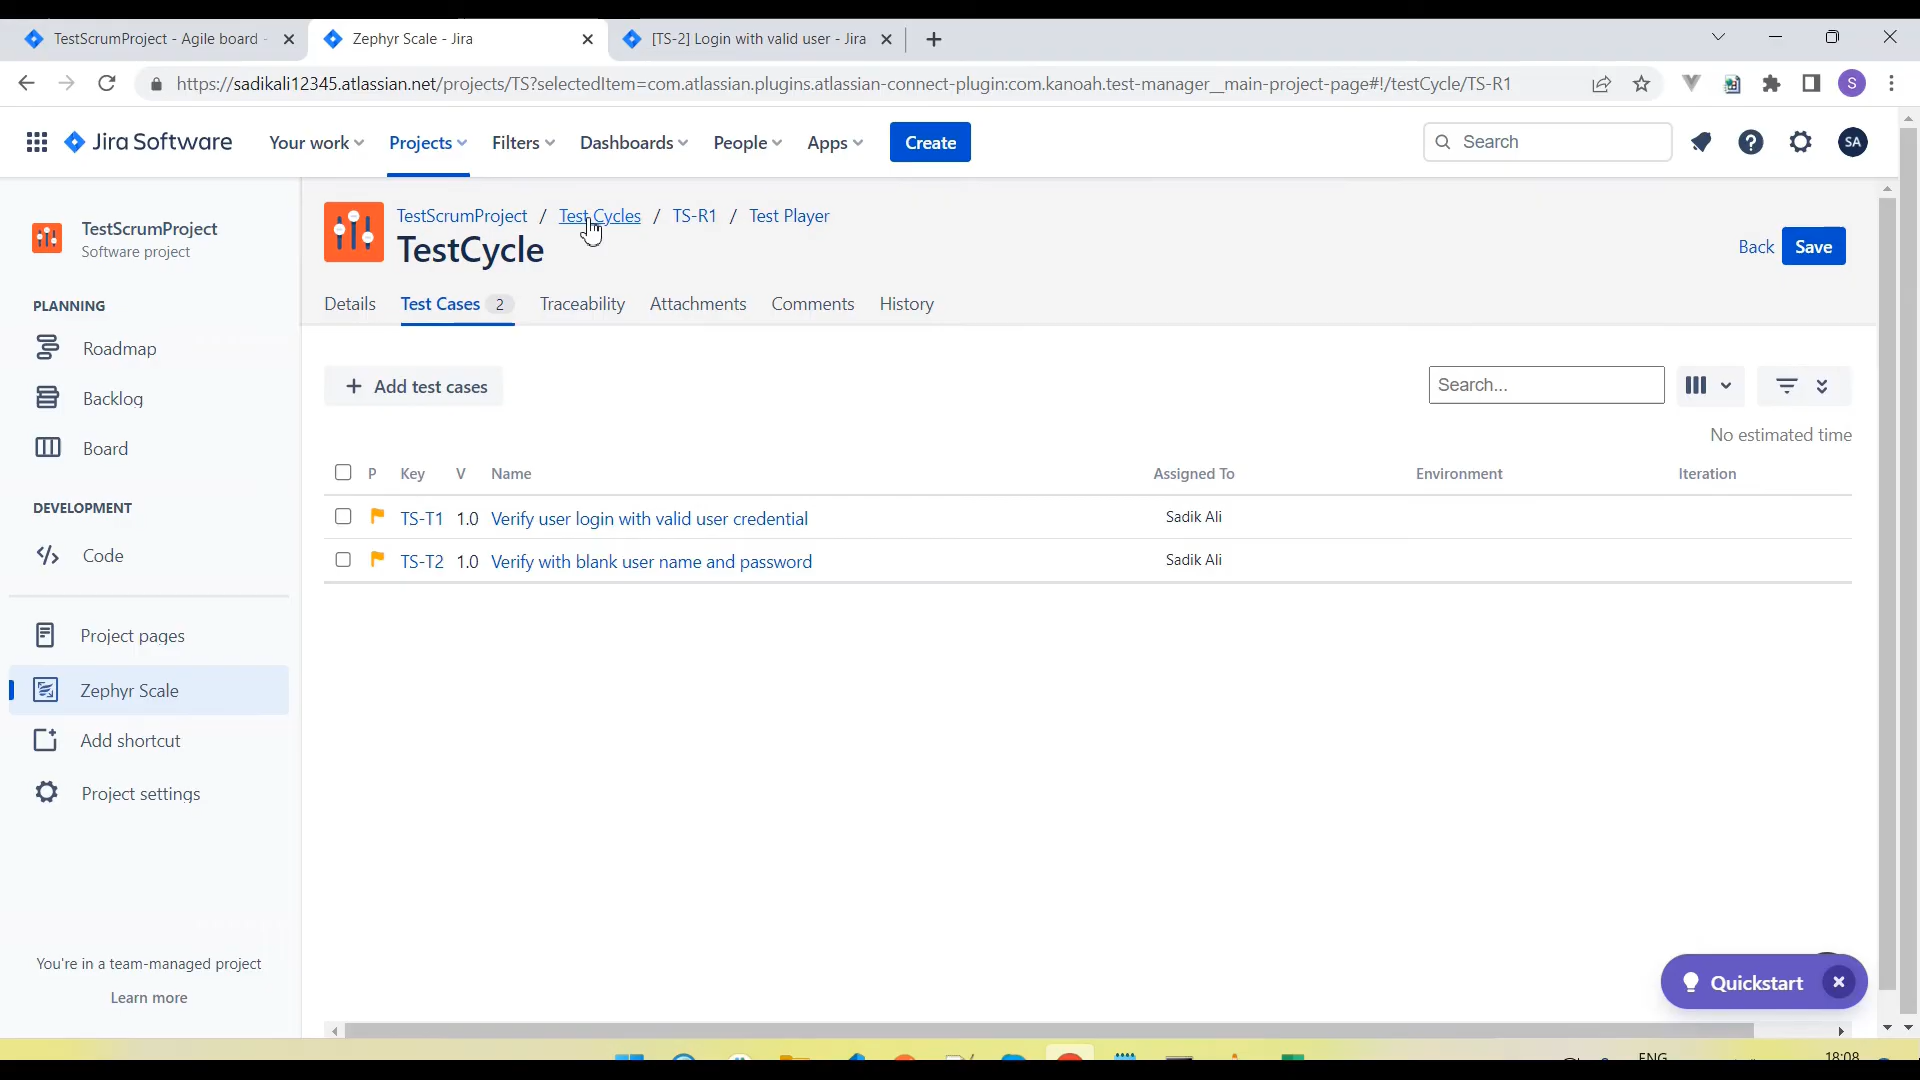 TestScrumProject - Agile board -
Zephyr Scale - Jira
[TS-2] Login with valid user - Jira
https://sadikali12345.atlassian.net/projects/TS?selectedItem=com.atlassian.plugins.atlassian-connect-plugin:com.kanoah.test-manager__main-project-page#!/testCycle/TS-R1
S
Jira Software
Your work
Projects
Filters
Dashboards
People
Apps
Create
Search
SA
TestScrumProject
Software project
PLANNING
Roadmap
Backlog
Board
DEVELOPMENT
Code
Project pages
Zephyr Scale
Add shortcut
Project settings
You're in a team-managed project
Learn more
TestScrumProject / Test Cycles / TS-R1 / Test Player
TestCycle
Back
Save
Details
Test Cases 2
Traceability
Attachments
Comments
History
+ Add test cases
Search...
No estimated time
P Key V Name Assigned To Environment Iteration
TS-T1 1.0 Verify user login with valid user credential Sadik Ali
TS-T2 1.0 Verify with blank user name and password Sadik Ali
Quickstart
ENG
18:08